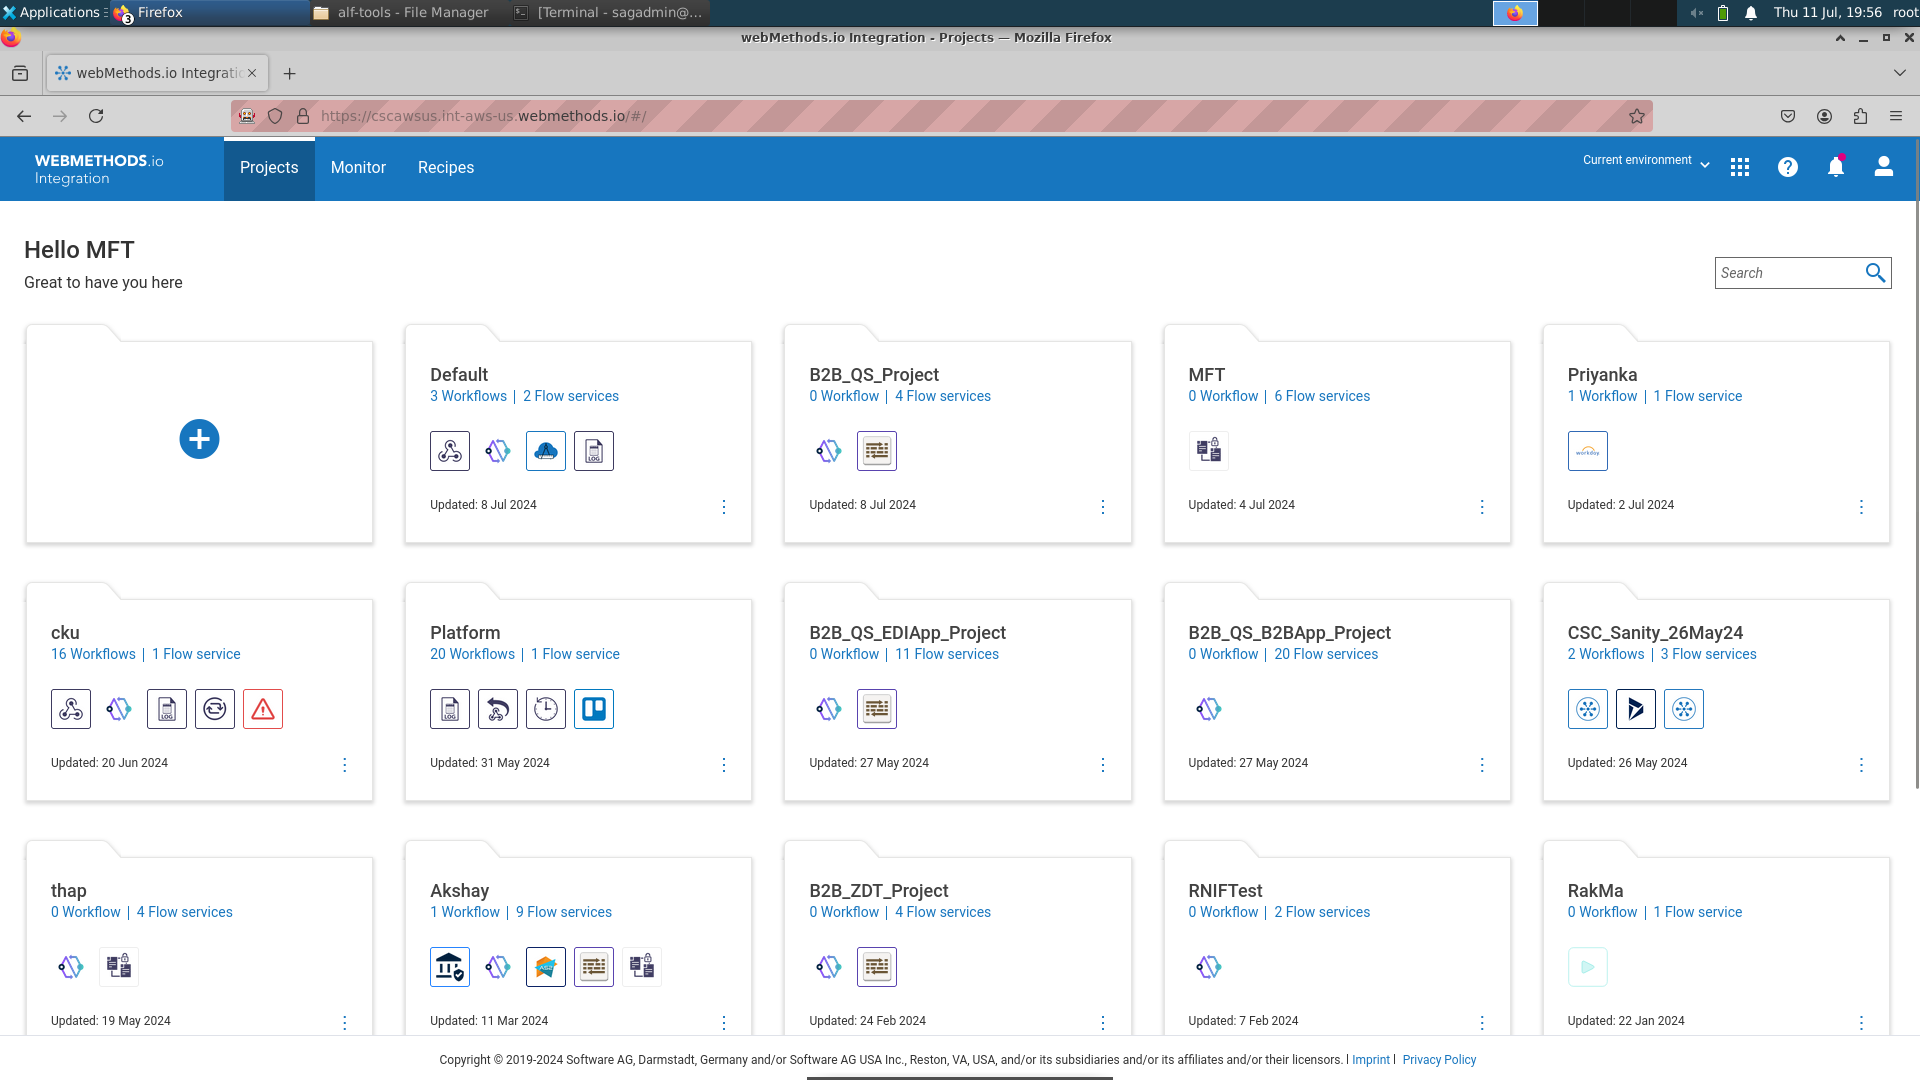 Applications
3
Firefox
alf-tools - File Manager
[Terminal - sagadmin@...
Thu 11 Jul, 19:56
root
webMethods.io Integration - Projects — Mozilla Firefox
webMethods.io Integratic
https://cscawsus.int-aws-us.webmethods.io/#/
WEBMETHODS.io
Integration
Projects
Monitor
Recipes
Current environment
Hello MFT
Great to have you here
Search
Default
3 Workflows | 2 Flow services
LOG
Updated: 8 Jul 2024
B2B_QS_Project
0 Workflow | 4 Flow services
Updated: 8 Jul 2024
MFT
0 Workflow | 6 Flow services
Updated: 4 Jul 2024
Priyanka
1 Workflow | 1 Flow service
workday
Updated: 2 Jul 2024
cku
16 Workflows | 1 Flow service
LOG
Updated: 20 Jun 2024
Platform
20 Workflows | 1 Flow service
LOG
Updated: 31 May 2024
B2B_QS_EDIApp_Project
0 Workflow | 11 Flow services
Updated: 27 May 2024
B2B_QS_B2BApp_Project
0 Workflow | 20 Flow services
Updated: 27 May 2024
CSC_Sanity_26May24
2 Workflows | 3 Flow services
Updated: 26 May 2024
thap
0 Workflow | 4 Flow services
Updated: 19 May 2024
Akshay
1 Workflow | 9 Flow services
Updated: 11 Mar 2024
B2B_ZDT_Project
0 Workflow | 4 Flow services
Updated: 24 Feb 2024
RNIFTest
0 Workflow | 2 Flow services
Updated: 7 Feb 2024
RakMa
0 Workflow | 1 Flow service
Updated: 22 Jan 2024
Copyright © 2019-2024 Software AG, Darmstadt, Germany and/or Software AG USA Inc., Reston, VA, USA, and/or its subsidiaries and/or its affiliates and/or their licensors. | Imprint | Privacy Policy